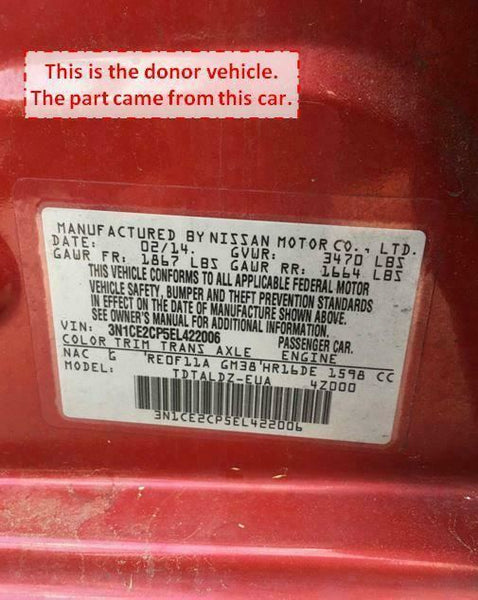 This is the donor vehicle.
The part came from this car.
MANUFACTURED BY NISSAN MOTOR CO., LTD.
DATE: 02/14. GVWR: 3470 LBS
GAWR FR: 1867 LBS GAWR RR: 1664 LBS
THIS VEHICLE CONFORMS TO ALL APPLICABLE FEDERAL MOTOR
VEHICLE SAFETY, BUMPER AND THEFT PREVENTION STANDARDS
IN EFFECT ON THE DATE OF MANUFACTURE SHOWN ABOVE.
SEE OWNER'S MANUAL FOR ADDITIONAL INFORMATION.
VIN: 3N1CE2CP5EL422006 PASSENGER CAR.
COLOR TRIM TRANS AXLE ENGINE
NAC G RE0F11A GM38 HR16DE 1598 CC
MODEL: TDTALDZ-EUA 4Z000
3N1CE2CP5EL422006